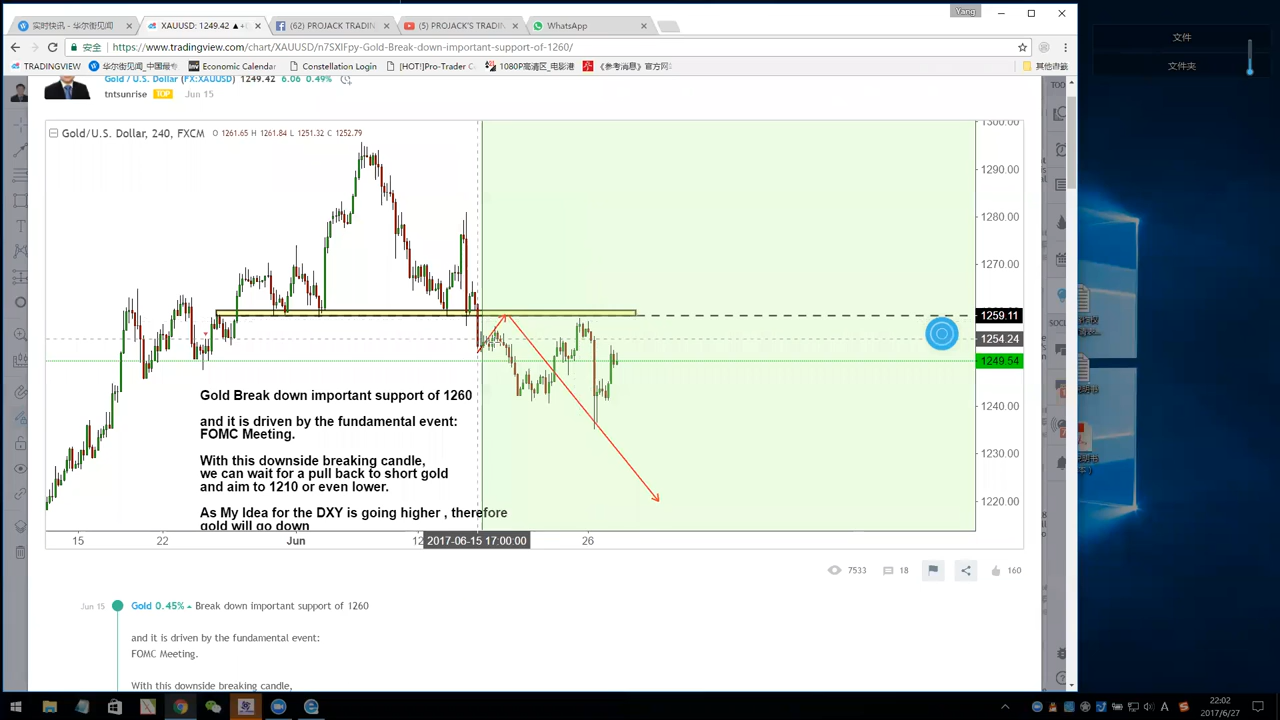 Yang
实时快讯 - 华尔街见闻
XAUUSD: 1249.42 ▲+0
(62) PROJACK TRADIN
(5) PROJACK'S TRADIN
WhatsApp
安全
https://www.tradingview.com/chart/XAUUSD/n7SXIFpy-Gold-Break-down-important-support-of-1260/
TRADINGVIEW
华尔街见闻_中国最专
Economic Calendar
Constellation Login
[HOT!]Pro-Trader C
1080P高清区_电影港
《参考消息》官方网
其他书签
文件
文件夹
Gold / U.S. Dollar (FX:XAUUSD) 1249.42 6.06 0.49%
tntsunrise TOP Jun 15
TOO
Gold/U.S. Dollar, 240, FXCM O 1261.65 H 1261.84 L 1251.32 C 1252.79
1300.00
1290.00
1280.00
1270.00
1259.11
1254.24
1249.54
1240.00
1230.00
1220.00
SOC
Gold Break down important support of 1260
and it is driven by the fundamental event:
FOMC Meeting.
With this downside breaking candle,
we can wait for a pull back to short gold
and aim to 1210 or even lower.
As My Idea for the DXY is going higher , therefore
gold will go down
15
22
Jun
12
2017-06-15 17:00:00
26
7533
18
160
Jun 15
Gold 0.45% Break down important support of 1260
and it is driven by the fundamental event:
FOMC Meeting.
With this downside breaking candle,
22:02
2017/6/27